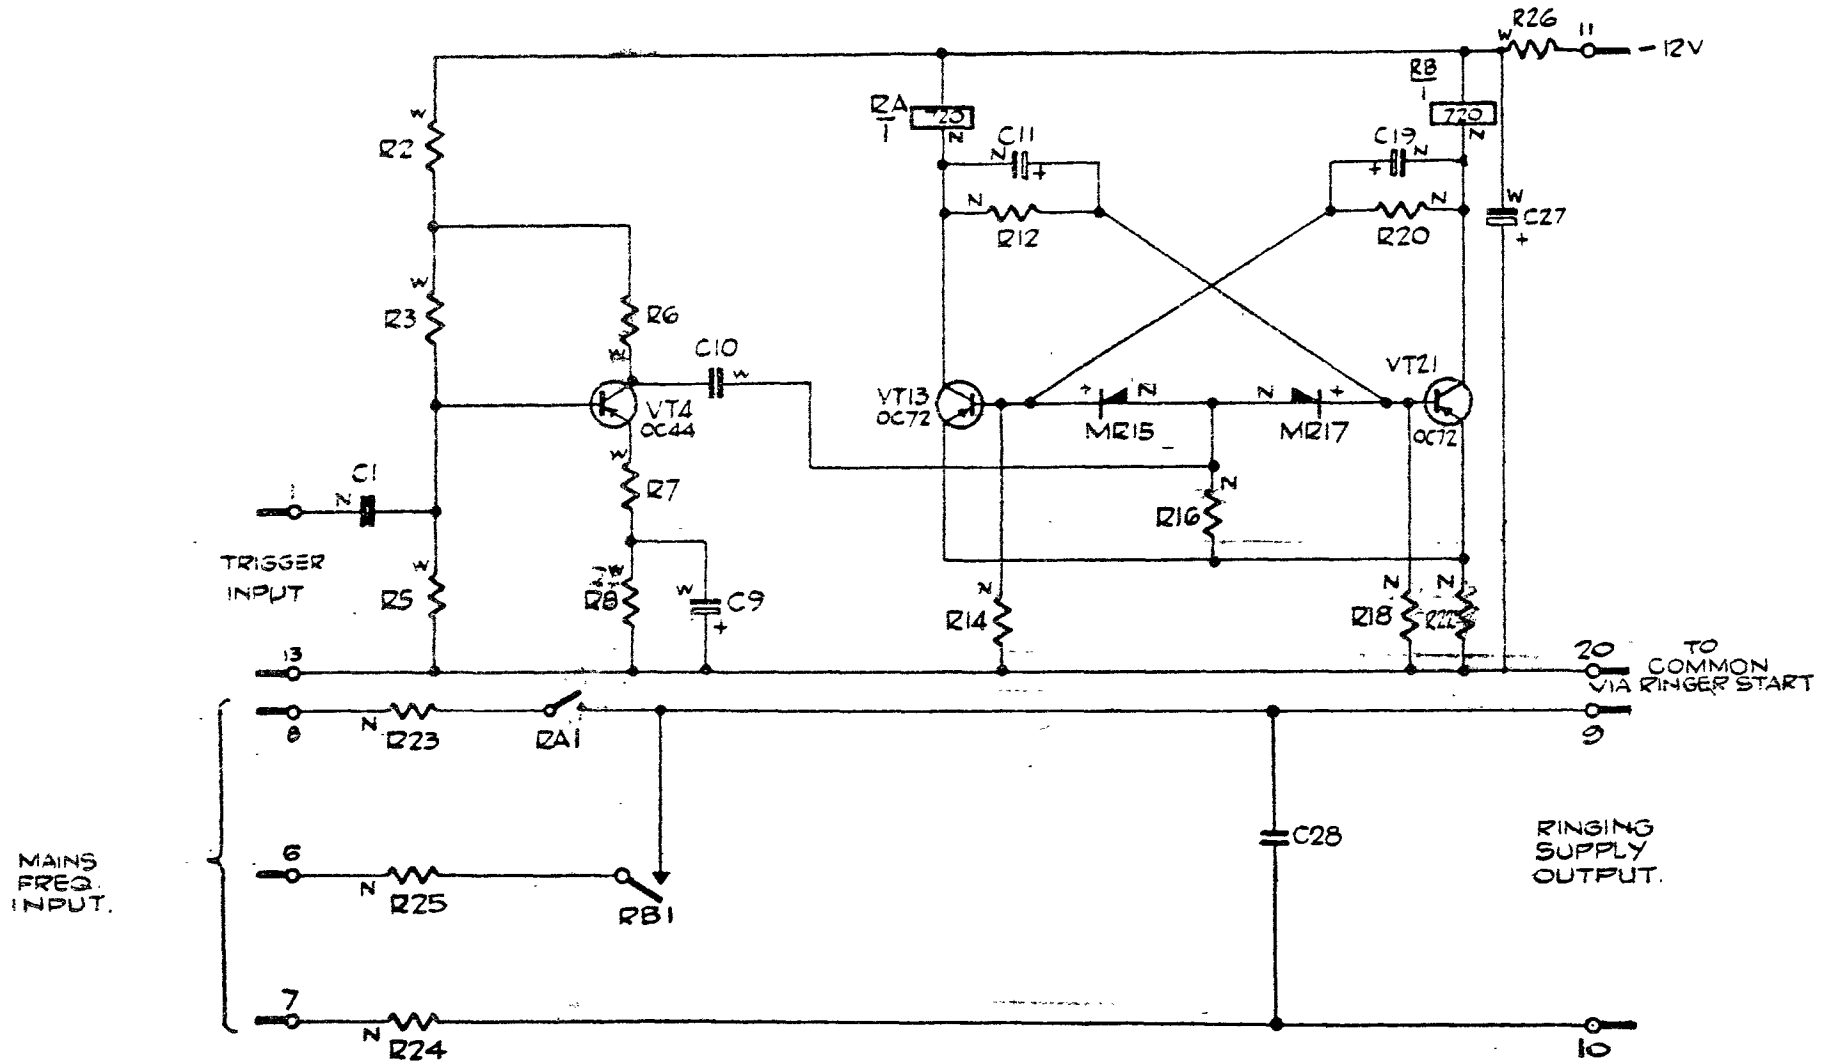 R26
W
11
-12V
RA
1
720
N
RB
1
720
N
W
R2
C11
N
+
N
R12
C19
N
+
N
R20
W
C27
+
W
R3
R6
W
C10
W
VT4
OC44
VT13
OC72
+
N
MR15
N
+
MR17
VT21
OC72
W
R7
1
N
C1
N
R16
TRIGGER
INPUT
W
R5
W
R8
W
C9
+
N
R14
N
R18
N
R22
13
20
TO
COMMON
VIA RINGER START
8
N
R23
RA1
9
MAINS
FREQ.
INPUT.
6
N
R25
RB1
C28
RINGING
SUPPLY
OUTPUT.
7
N
R24
10